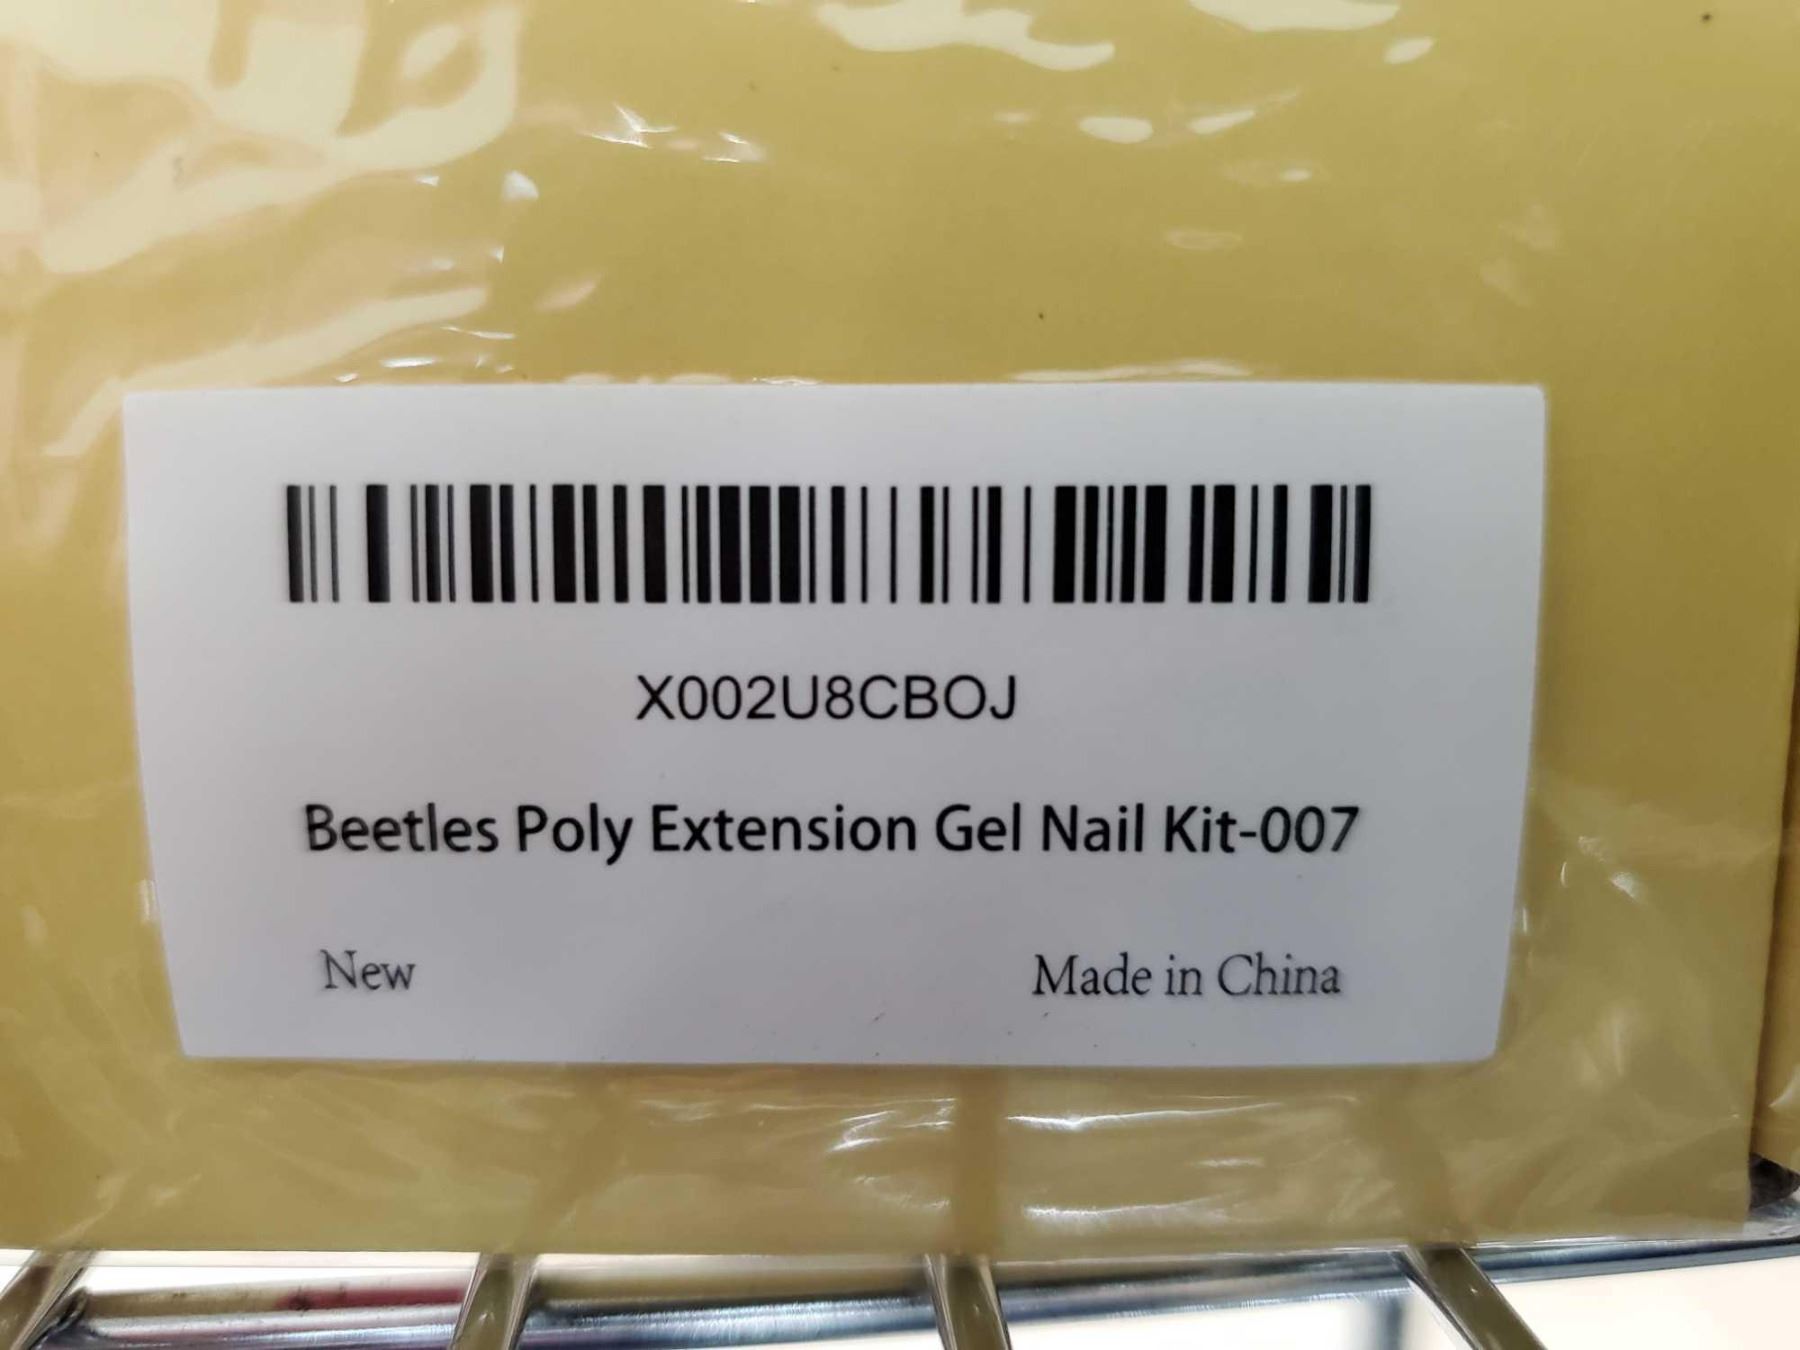 X002U8CBOJ
Beetles Poly Extension Gel Nail Kit-007
New
Made in China